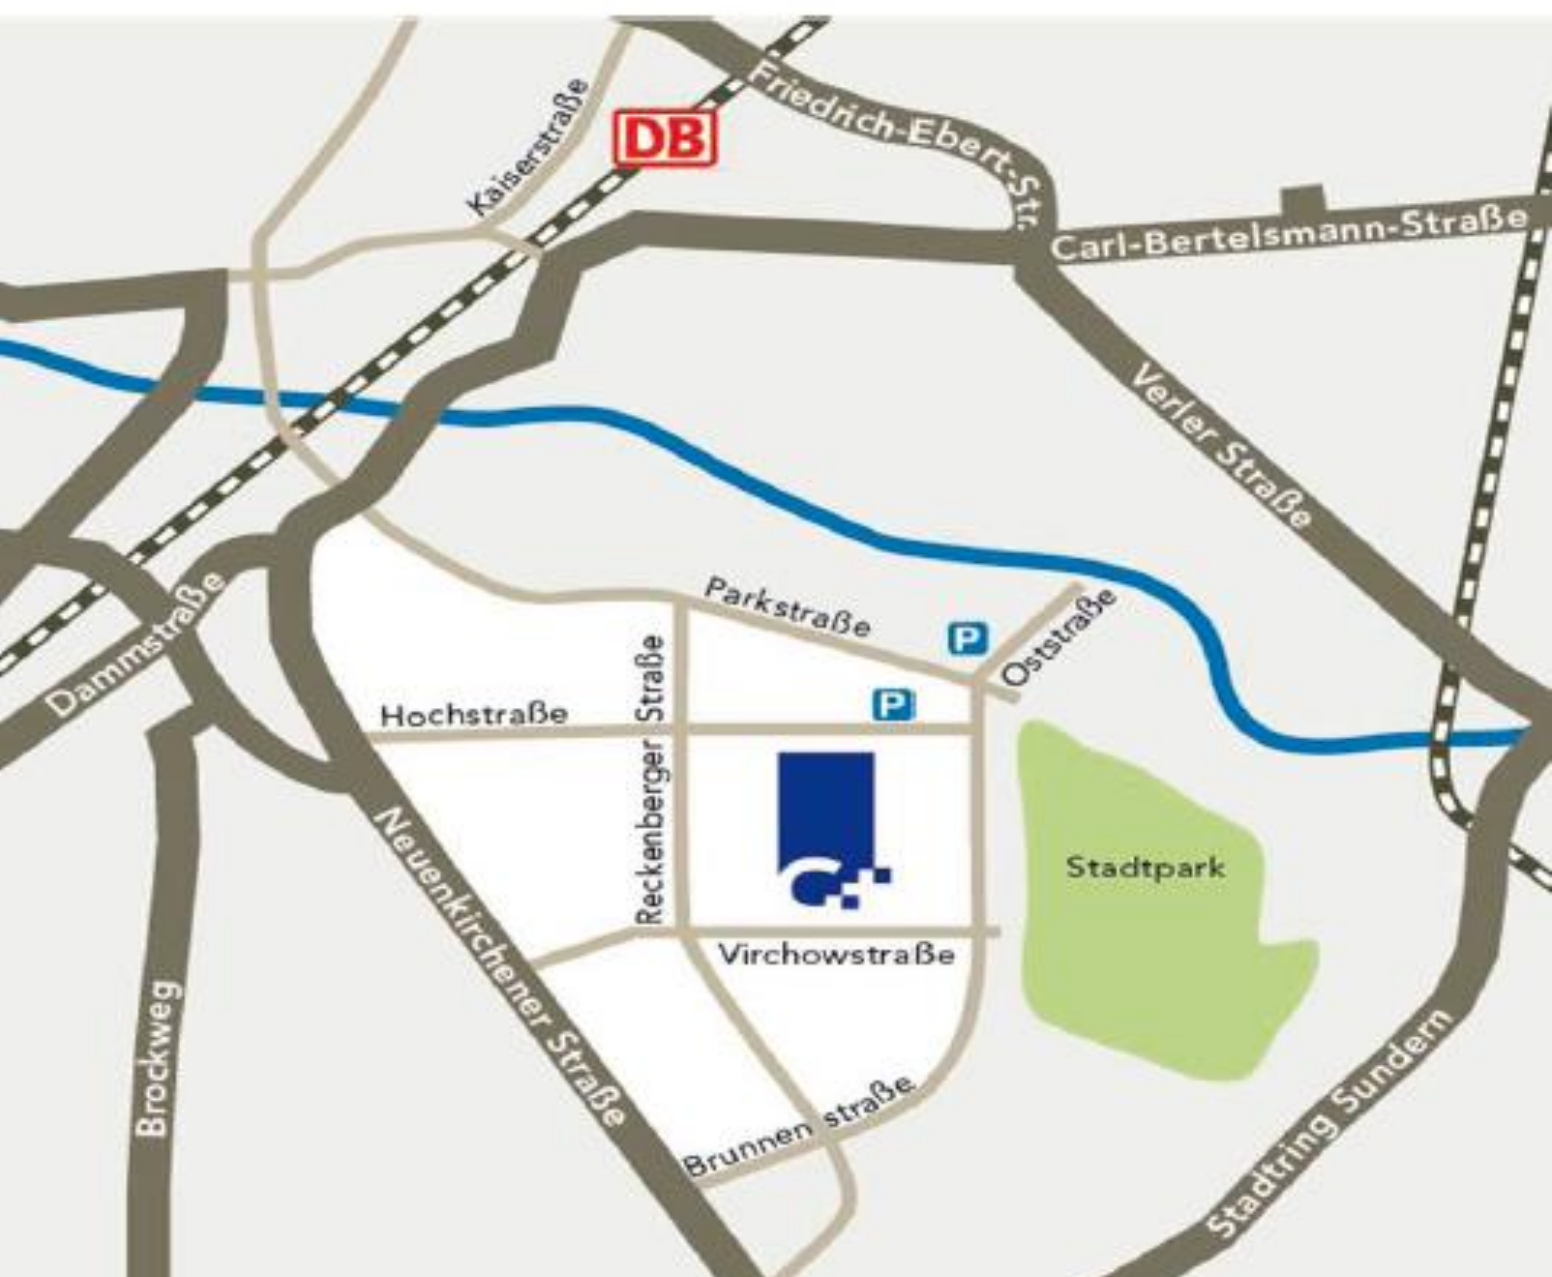 Friedrich-Ebert-Str.
Kaiserstraße
DB
Carl-Bertelsmann-Straße
Verler Straße
Dammstraße
Parkstraße
P
Oststraße
Hochstraße
P
Reckenberger Straße
Stadtpark
Neuenkirchener Straße
Virchowstraße
Brockweg
Brunnenstraße
Stadtring Sundern